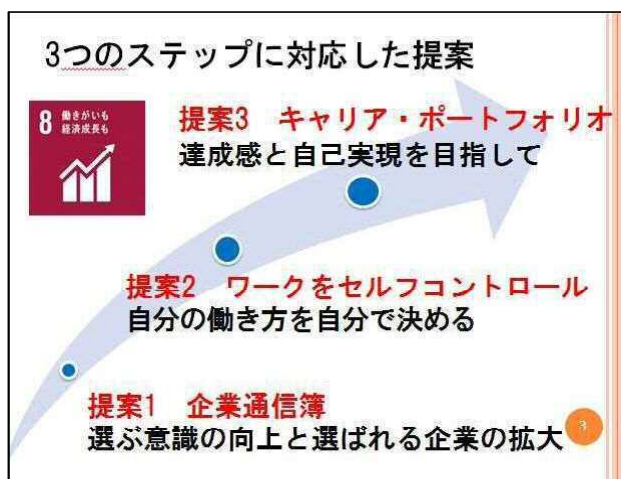 3つのステップに対応した提案
8 働きがいも
経済成長も
提案3　キャリア・ポートフォリオ
達成感と自己実現を目指して
提案2　ワークをセルフコントロール
自分の働き方を自分で決める
提案1　企業通信簿
選ぶ意識の向上と選ばれる企業の拡大
3